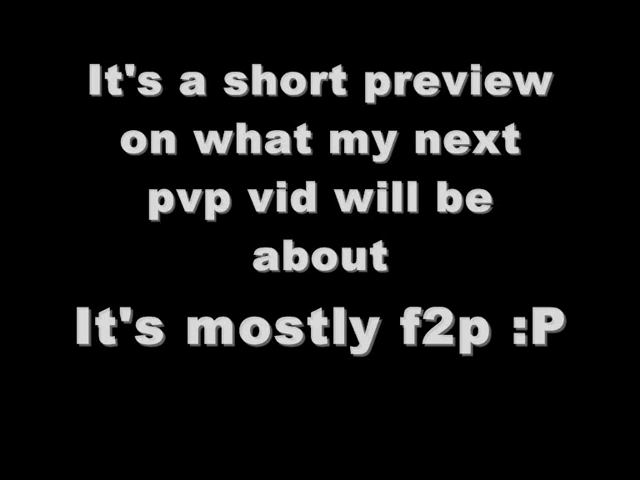 It's a short preview
on what my next
pvp vid will be
about
It's mostly f2p :P